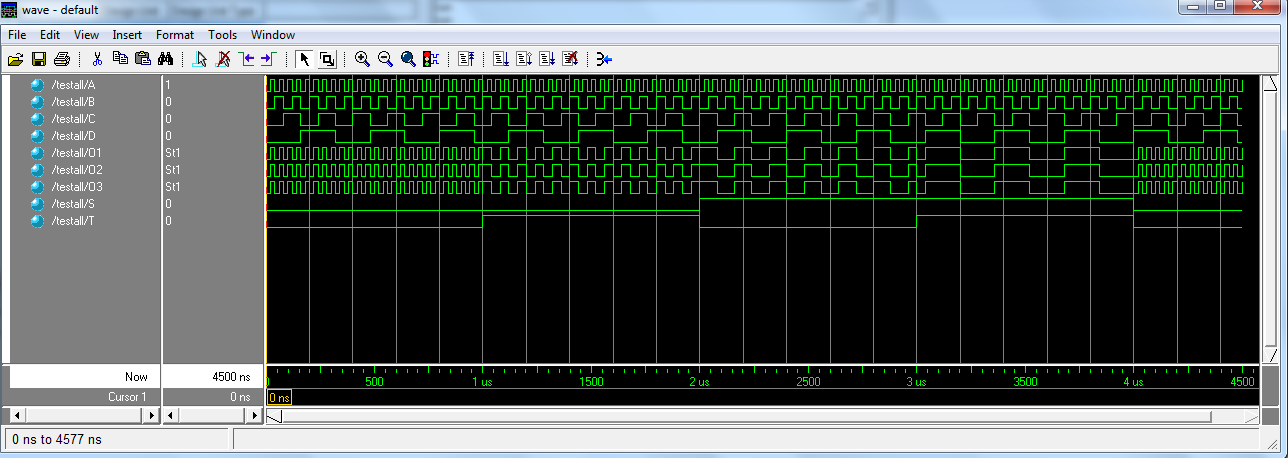 wave - default
File Edit View Insert Format Tools Window
/testall/A 1
/testall/B 0
/testall/C 0
/testall/D 0
/testall/O1 St1
/testall/O2 St1
/testall/O3 St1
/testall/S 0
/testall/T 0
Now 4500 ns
500 1 us 1500 2 us 2500 3 us 3500 4 us 4500
Cursor 1 0 ns
0 ns
0 ns to 4577 ns